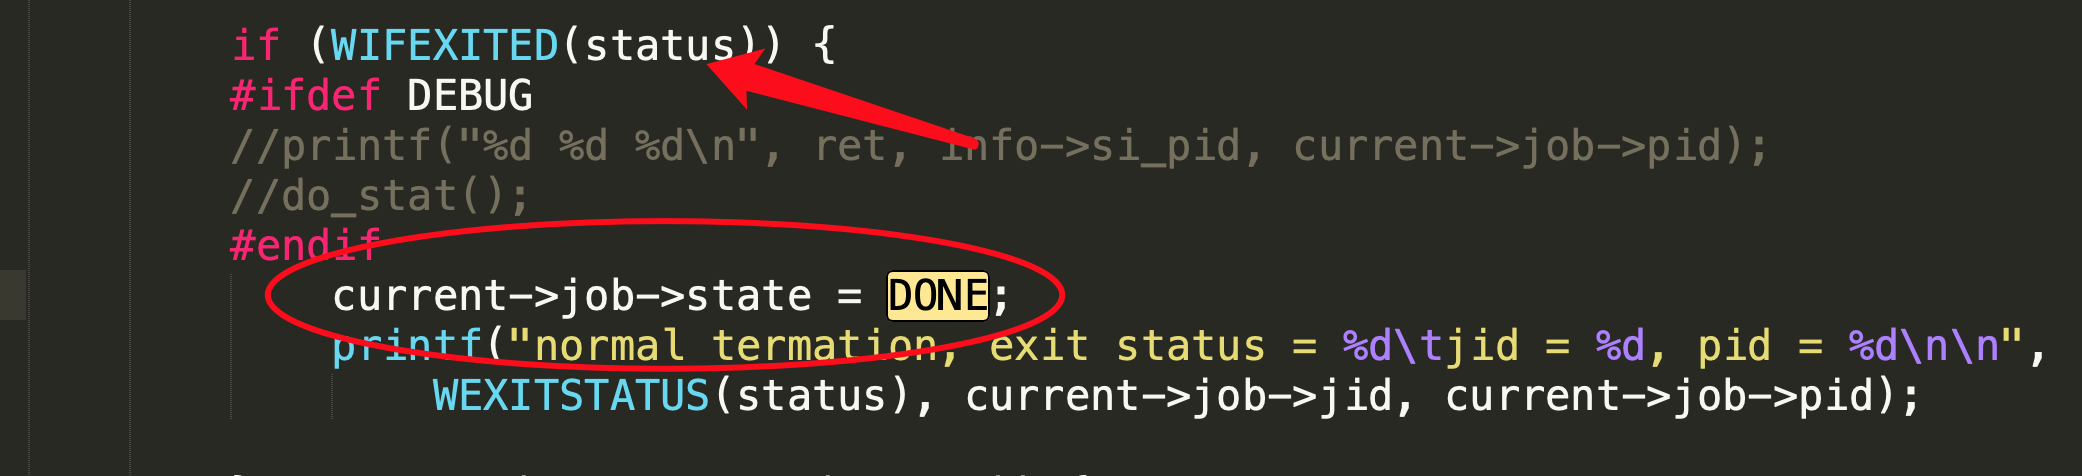 if (WIFEXITED(status)) {
#ifdef DEBUG
//printf("%d %d %d\n", ret, info->si_pid, current->job->pid);
//do_stat();
#endif
current->job->state = DONE;
printf("normal termation, exit status = %d\tjid = %d, pid = %d\n\n",
WEXITSTATUS(status), current->job->jid, current->job->pid);